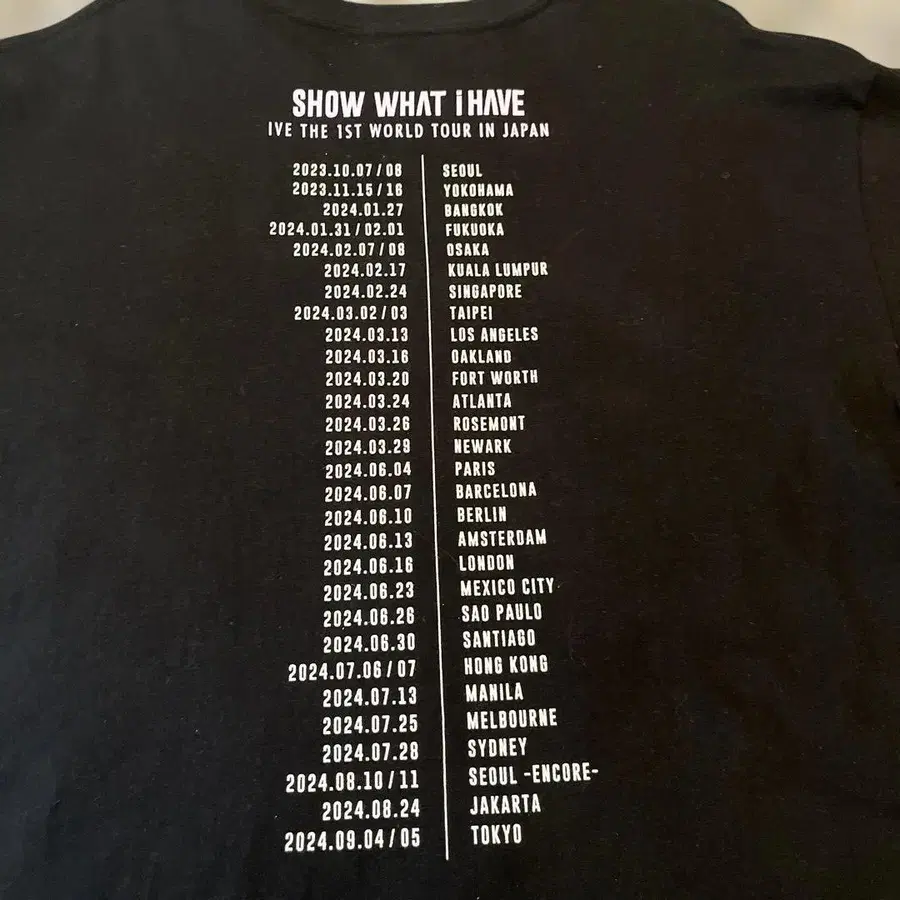 SHOW WHAT i HAVE
IVE THE 1ST WORLD TOUR IN JAPAN
2023.10.07/08 SEOUL
2023.11.15/16 YOKOHAMA
2024.01.27 BANGKOK
2024.01.31/02.01 FUKUOKA
2024.02.07/08 OSAKA
2024.02.17 KUALA LUMPUR
2024.02.24 SINGAPORE
2024.03.02/03 TAIPEI
2024.03.13 LOS ANGELES
2024.03.16 OAKLAND
2024.03.20 FORT WORTH
2024.03.24 ATLANTA
2024.03.26 ROSEMONT
2024.03.29 NEWARK
2024.06.04 PARIS
2024.06.07 BARCELONA
2024.06.10 BERLIN
2024.06.13 AMSTERDAM
2024.06.16 LONDON
2024.06.23 MEXICO CITY
2024.06.26 SAO PAULO
2024.06.30 SANTIAGO
2024.07.06/07 HONG KONG
2024.07.13 MANILA
2024.07.25 MELBOURNE
2024.07.28 SYDNEY
2024.08.10/11 SEOUL -ENCORE-
2024.08.24 JAKARTA
2024.09.04/05 TOKYO